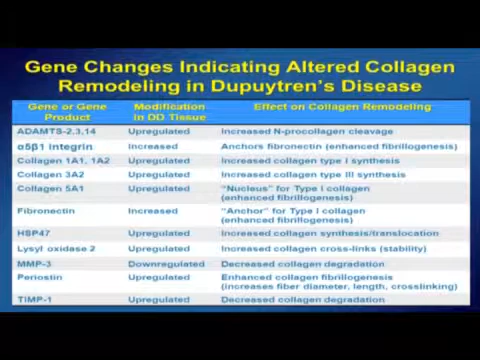 Gene Changes Indicating Altered Collagen
Remodeling in Dupuytren's Disease
Gene or Gene Product Modification in DD Tissue Effect on Collagen Remodeling
ADAMTS-2,3,14 Upregulated Increased N-procollagen cleavage
α5β1 integrin Increased Anchors fibronectin (enhanced fibrillogenesis)
Collagen 1A1, 1A2 Upregulated Increased collagen type I synthesis
Collagen 3A2 Upregulated Increased collagen type III synthesis
Collagen 5A1 Upregulated "Nucleus" for Type I collagen
(enhanced fibrillogenesis)
Fibronectin Increased "Anchor" for Type I collagen
(enhanced fibrillogenesis)
HSP47 Upregulated Increased collagen synthesis/translocation
Lysyl oxidase 2 Upregulated Increased collagen cross-links (stability)
MMP-3 Downregulated Decreased collagen degradation
Periostin Upregulated Enhanced collagen fibrillogenesis
(increases fiber diameter, length, crosslinking)
TIMP-1 Upregulated Decreased collagen degradation